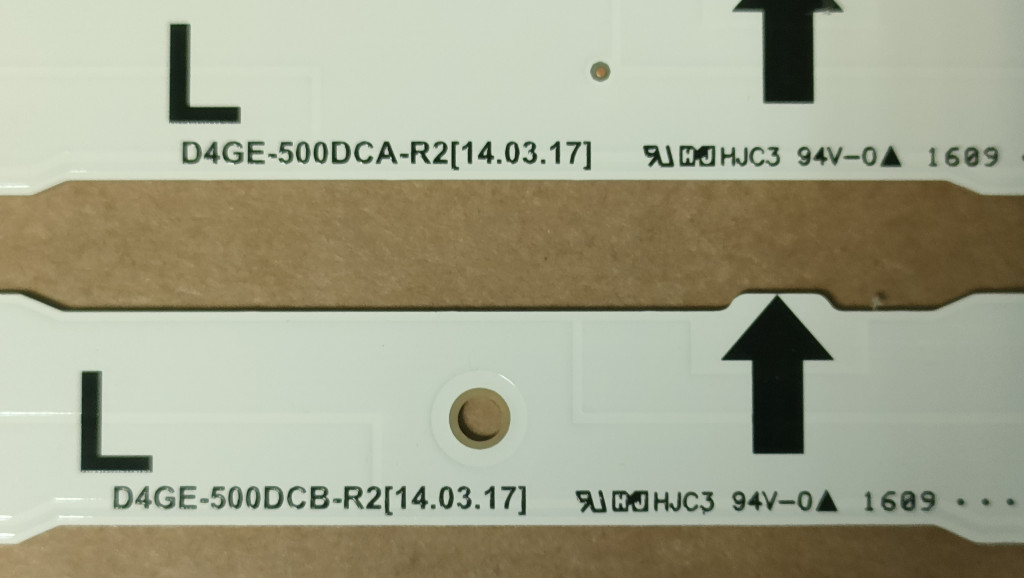 L
D4GE-500DCA-R2[14.03.17] HJC3 94V-0▲ 1609
L
D4GE-500DCB-R2[14.03.17] HJC3 94V-0▲ 1609 · · ·